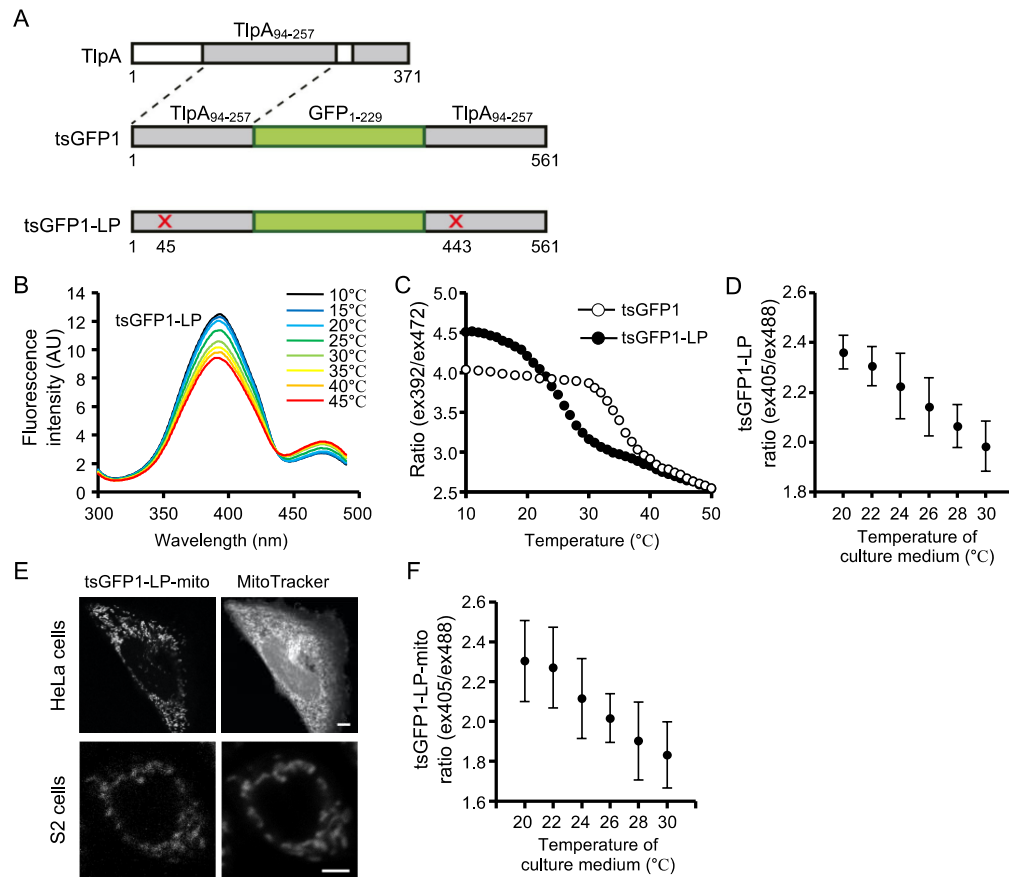 A
TlpA94-257
TlpA
1
371
TlpA94-257
GFP1-229
TlpA94-257
tsGFP1
1
561
tsGFP1-LP
1
45
443
561
B
14
12
10
8
6
4
2
0
Fluorescence
intensity (AU)
tsGFP1-LP
10°C
15°C
20°C
25°C
30°C
35°C
40°C
45°C
300
350
400
450
500
Wavelength (nm)
C
5.0
4.5
4.0
3.5
3.0
2.5
Ratio (ex392/ex472)
tsGFP1
tsGFP1-LP
10
20
30
40
50
Temperature (°C)
D
2.6
2.4
2.2
2.0
1.8
tsGFP1-LP
ratio (ex405/ex488)
20 22 24 26 28 30
Temperature of
culture medium (°C)
E
tsGFP1-LP-mito
MitoTracker
HeLa cells
S2 cells
F
2.6
2.4
2.2
2.0
1.8
1.6
tsGFP1-LP-mito
ratio (ex405/ex488)
20 22 24 26 28 30
Temperature of
culture medium (°C)